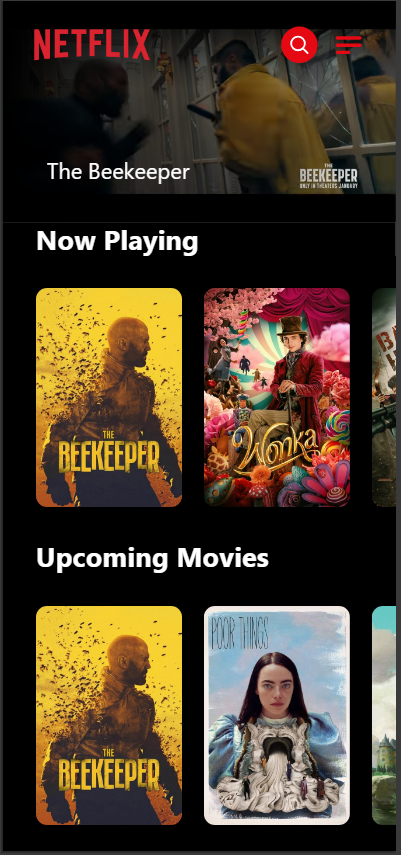 NETFLIX
The Beekeeper
THE
BEEKEEPER
ONLY IN THEATERS JANUARY
Now Playing
THE
BEEKEEPER
Wonka
Upcoming Movies
THE
BEEKEEPER
POOR THINGS